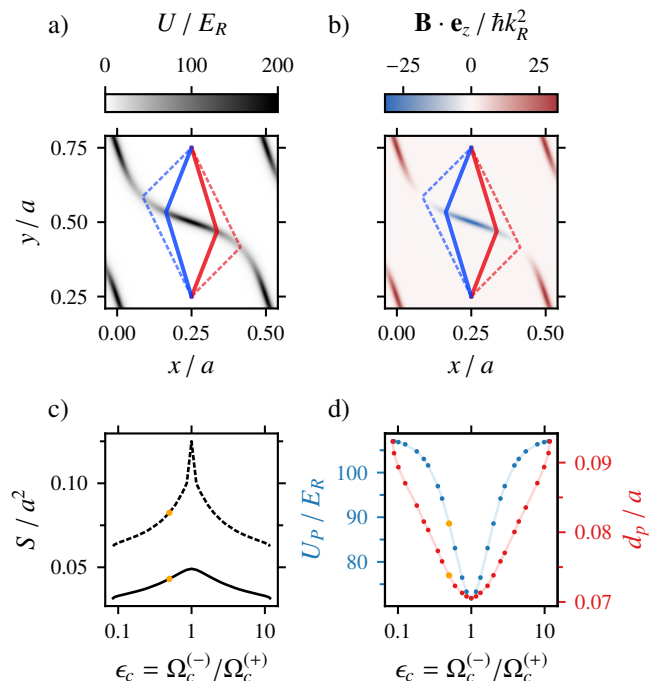 a)
U / E_R
0 100 200
0.75
0.50
0.25
y / a
0.00 0.25 0.50
x / a
b)
B · e_z / ħk_R^2
−25 0 25
0.00 0.25 0.50
x / a
c)
0.10
0.05
S / a^2
0.1 1 10
ϵ_c = Ω_c^(−)/Ω_c^(+)
d)
100
90
80
U_P / E_R
0.09
0.08
0.07
d_p / a
0.1 1 10
ϵ_c = Ω_c^(−)/Ω_c^(+)